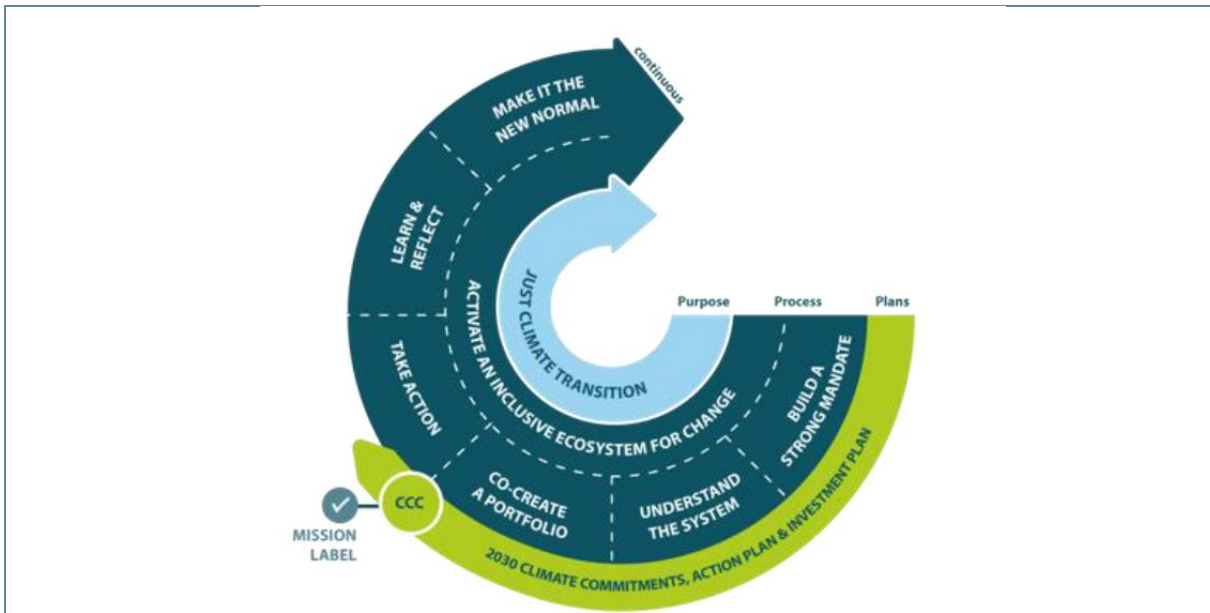 continuous
MAKE IT THE
NEW NORMAL
LEARN &
REFLECT
TAKE ACTION
CO-CREATE
A PORTFOLIO
UNDERSTAND
THE SYSTEM
BUILD A
STRONG MANDATE
ACTIVATE AN INCLUSIVE ECOSYSTEM FOR CHANGE
JUST CLIMATE TRANSITION
Purpose
Process
Plans
2030 CLIMATE COMMITMENTS, ACTION PLAN & INVESTMENT PLAN
CCC
MISSION
LABEL